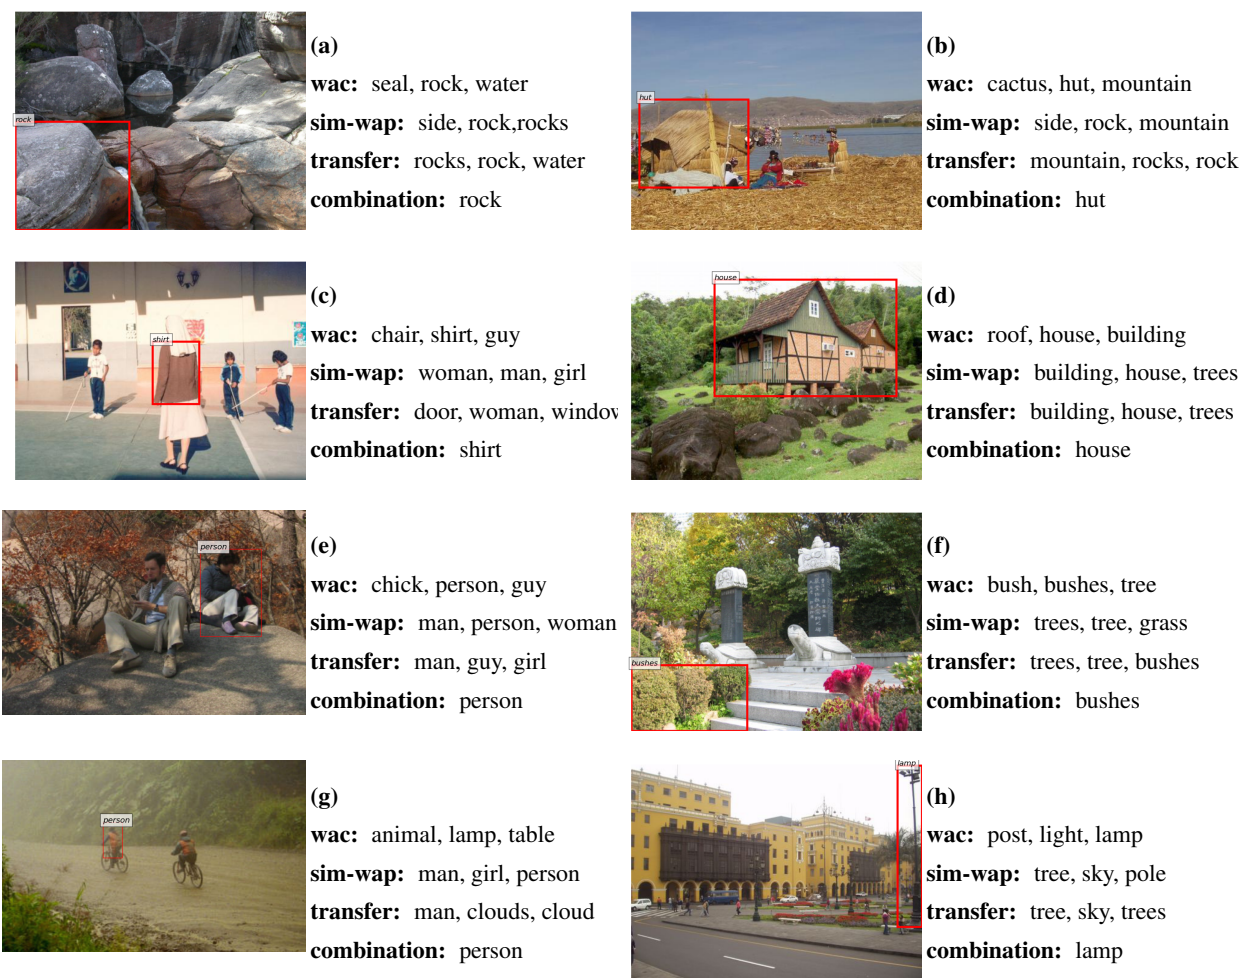 rock
(a)
wac: seal, rock, water
sim-wap: side, rock,rocks
transfer: rocks, rock, water
combination: rock
hut
(b)
wac: cactus, hut, mountain
sim-wap: side, rock, mountain
transfer: mountain, rocks, rock
combination: hut
shirt
(c)
wac: chair, shirt, guy
sim-wap: woman, man, girl
transfer: door, woman, window
combination: shirt
house
(d)
wac: roof, house, building
sim-wap: building, house, trees
transfer: building, house, trees
combination: house
person
(e)
wac: chick, person, guy
sim-wap: man, person, woman
transfer: man, guy, girl
combination: person
bushes
(f)
wac: bush, bushes, tree
sim-wap: trees, tree, grass
transfer: trees, tree, bushes
combination: bushes
person
(g)
wac: animal, lamp, table
sim-wap: man, girl, person
transfer: man, clouds, cloud
combination: person
lamp
(h)
wac: post, light, lamp
sim-wap: tree, sky, pole
transfer: tree, sky, trees
combination: lamp